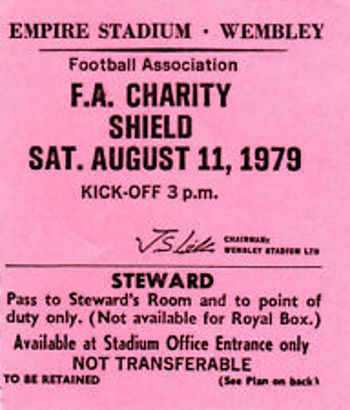 EMPIRE STADIUM · WEMBLEY
Football Association
F.A. CHARITY
SHIELD
SAT. AUGUST 11, 1979
KICK-OFF 3 p.m.
CHAIRMAN:
WEMBLEY STADIUM LTD
STEWARD
Pass to Steward's Room and to point of
duty only. (Not available for Royal Box.)
Available at Stadium Office Entrance only
NOT TRANSFERABLE
TO BE RETAINED (See Plan on back)